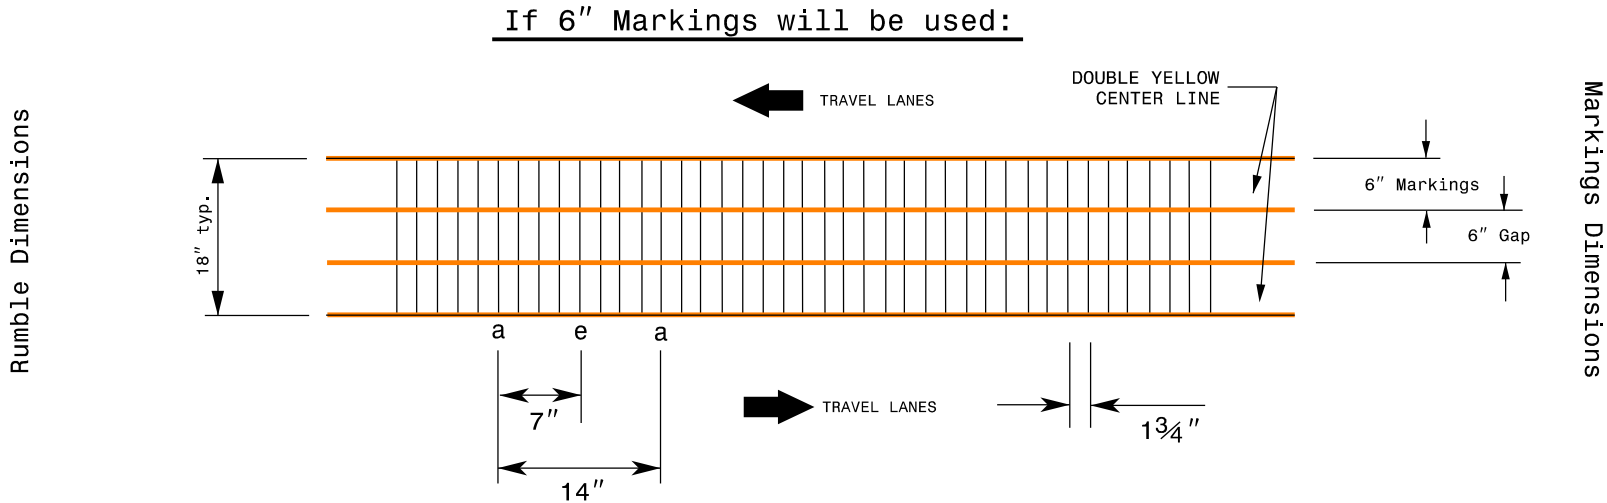 If 6″ Markings will be used:
DOUBLE YELLOW
CENTER LINE
TRAVEL LANES
Rumble Dimensions
18″ typ.
6″ Markings
6″ Gap
Markings Dimensions
a e a
7″
TRAVEL LANES
1¾″
14″